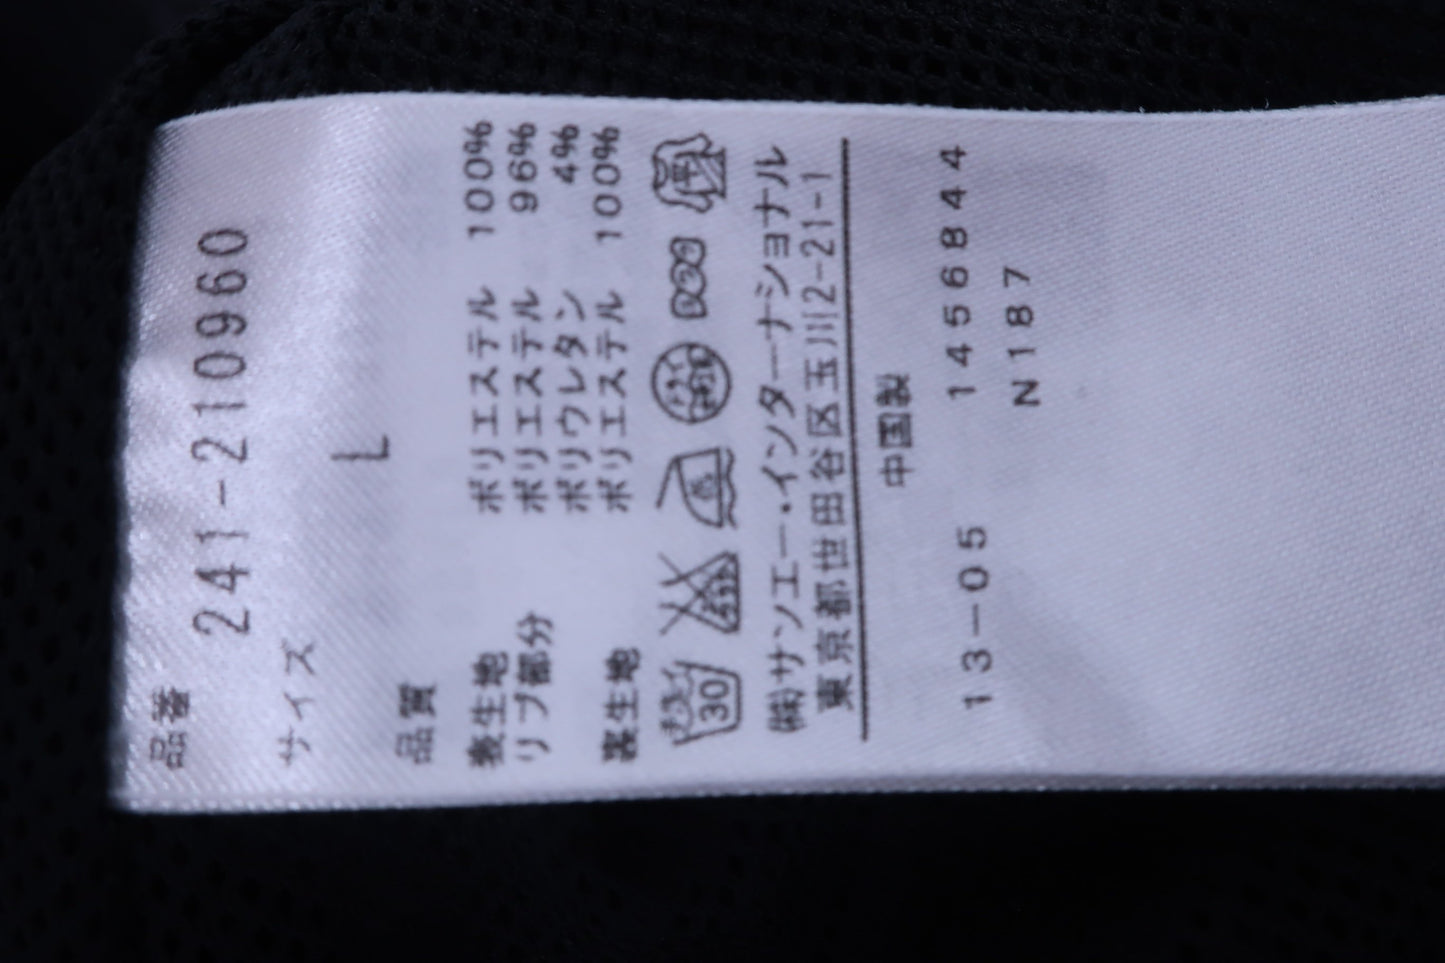 品番
241-210960
サイズ
L
品質
表生地 ポリエステル 100%
リブ部分 ポリエステル 96%
ポリウレタン 4%
裏生地 ポリエステル 100%
30
㈱サンエー・インターナショナル
東京都世田谷区玉川2-21-1
中国製
13-05 1456844
N187